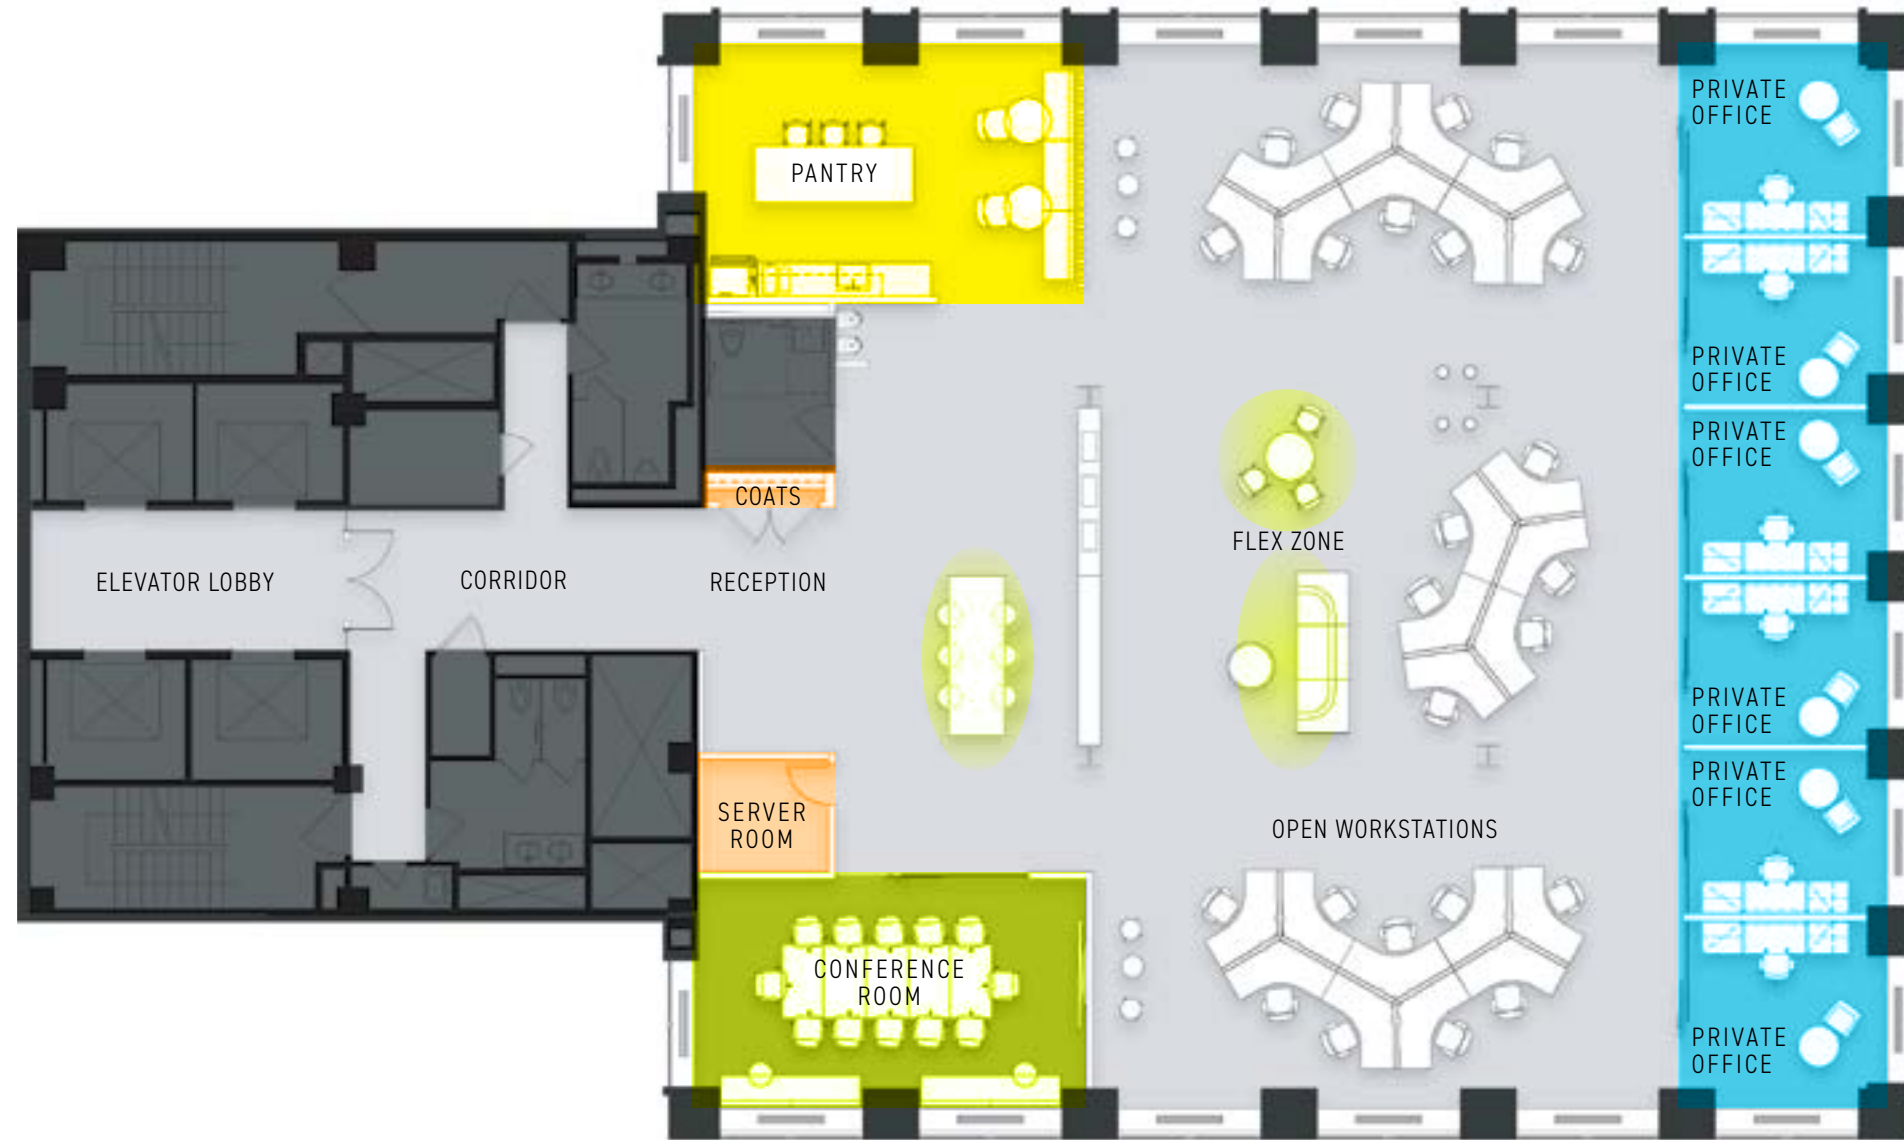 PRIVATE
OFFICE
PANTRY
PRIVATE
OFFICE
PRIVATE
OFFICE
COATS
FLEX ZONE
ELEVATOR LOBBY
CORRIDOR
RECEPTION
PRIVATE
OFFICE
PRIVATE
OFFICE
SERVER
ROOM
OPEN WORKSTATIONS
CONFERENCE
ROOM
PRIVATE
OFFICE